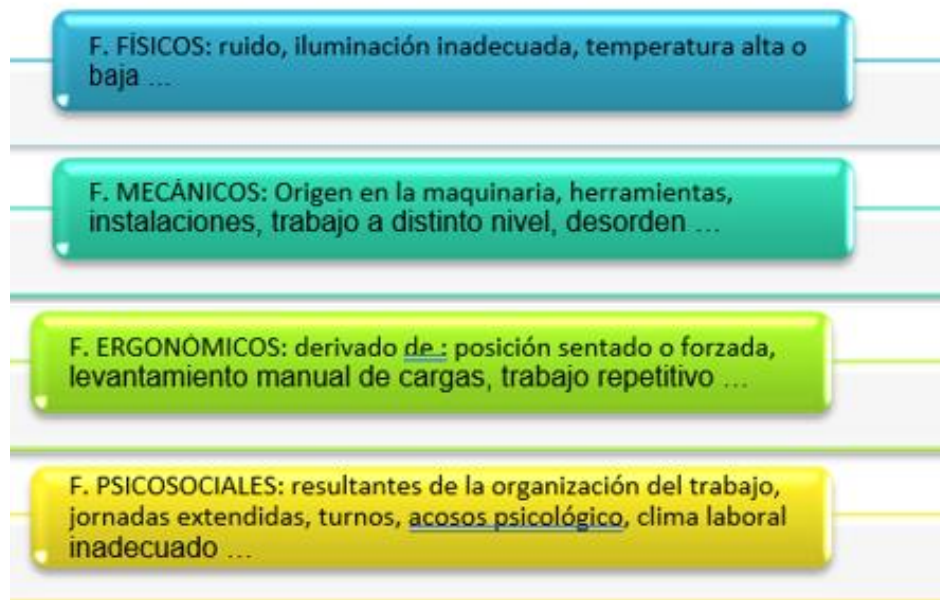 F. FÍSICOS: ruido, iluminación inadecuada, temperatura alta o
baja ...
F. MECÁNICOS: Origen en la maquinaria, herramientas,
instalaciones, trabajo a distinto nivel, desorden ...
F. ERGONÓMICOS: derivado de : posición sentado o forzada,
levantamiento manual de cargas, trabajo repetitivo ...
F. PSICOSOCIALES: resultantes de la organización del trabajo,
jornadas extendidas, turnos, acosos psicológico, clima laboral
inadecuado ...